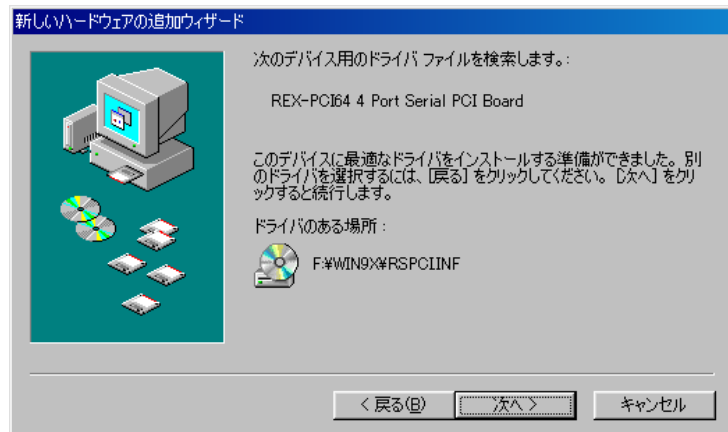 新しいハードウェアの追加ウィザード
次のデバイス用のドライバ ファイルを検索します。:
REX-PCI64 4 Port Serial PCI Board
このデバイスに最適なドライバをインストールする準備ができました。別
のドライバを選択するには、[戻る] をクリックしてください。[次へ] をクリ
ックすると続行します。
ドライバのある場所 :
F:¥WIN9X¥RSPCIINF
< 戻る(B)
次へ >
キャンセル